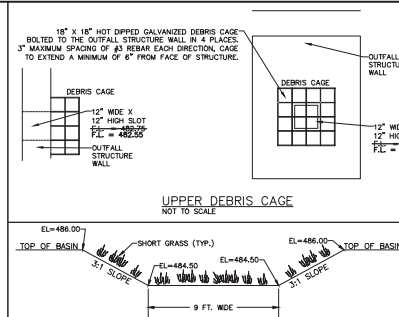 18" X 18" HOT DIPPED GALVANIZED DEBRIS CAGE
BOLTED TO THE OUTFALL STRUCTURE WALL IN 4 PLACES.
3" MAXIMUM SPACING OF #3 REBAR EACH DIRECTION, CAGE
TO EXTEND A MINIMUM OF 6" FROM FACE OF STRUCTURE.
DEBRIS CAGE
12" WIDE X
12" HIGH SLOT
F.L. = 482.75
F.L. = 482.55
OUTFALL
STRUCTURE
WALL
OUTFALL
STRUCTU
WALL
DEBRIS CAGE
12" WI
12" HIG
F.L. =
UPPER DEBRIS CAGE
NOT TO SCALE
EL=486.00
TOP OF BASIN
SHORT GRASS (TYP.)
3:1 SLOPE
EL=484.50
EL=484.50
EL=486.00
TOP OF BASIN
3:1 SLOPE
9 FT. WIDE